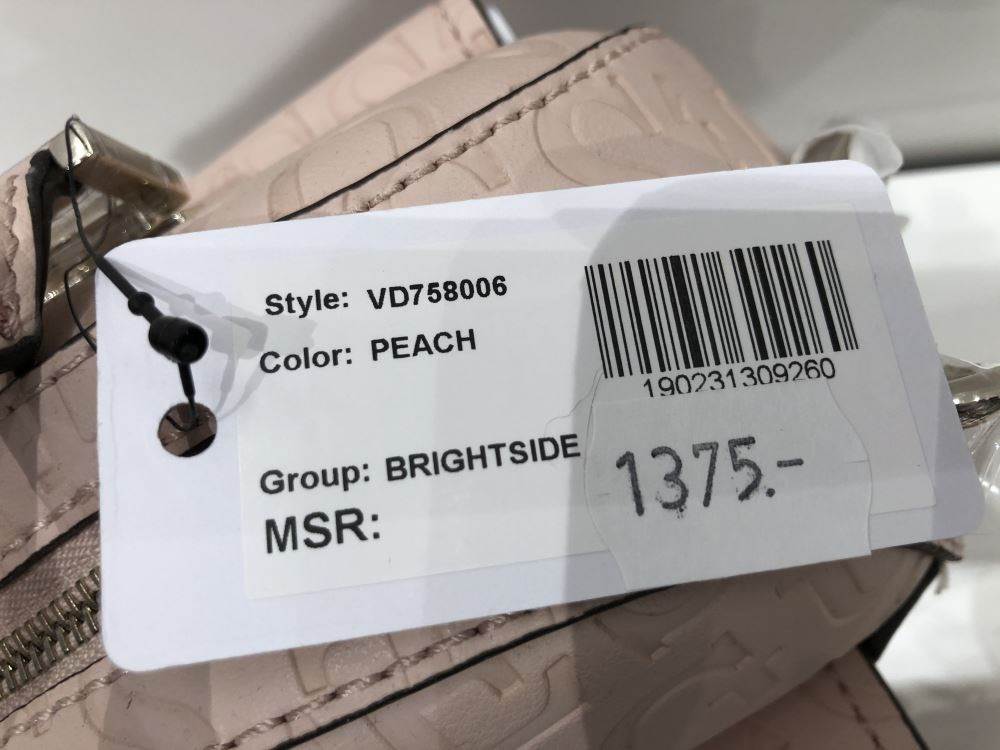 Style: VD758006
Color: PEACH
190231309260
Group: BRIGHTSIDE
1375.-
MSR: